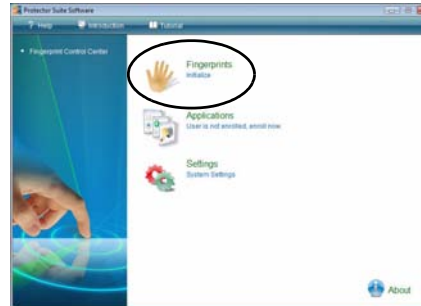 Protector Suite Software
? Help Introduction Tutorial
Fingerprint Control Center
Fingerprints
Initialize
Applications
User is not enrolled, enroll now
Settings
System Settings
About